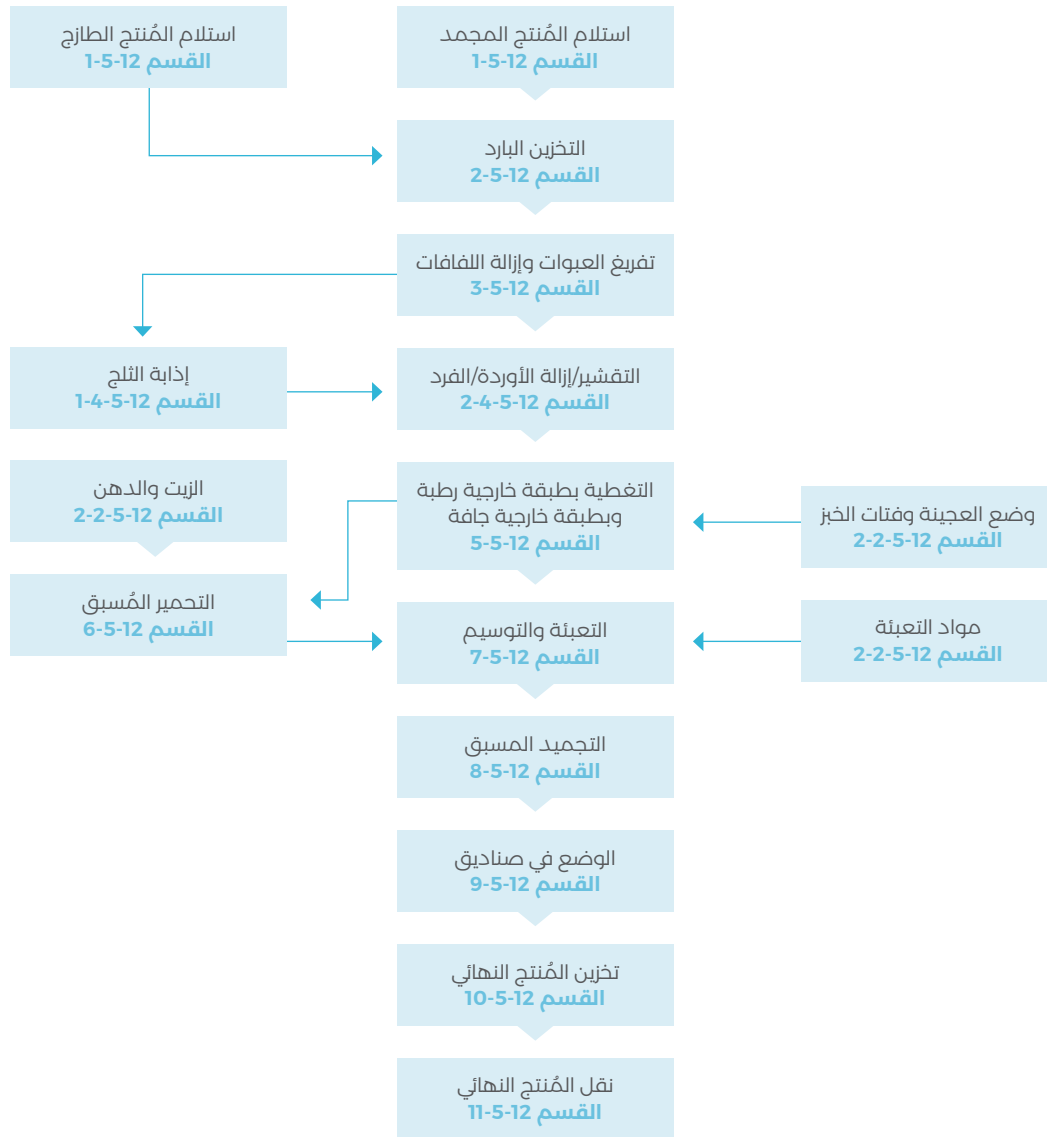 استلام المُنتج الطازج
القسم 12-5-1
استلام المُنتج المجمد
القسم 12-5-1
التخزين البارد
القسم 12-5-2
تفريغ العبوات وإزالة اللفافات
القسم 12-5-3
إذابة الثلج
القسم 12-5-4-1
التقشير/إزالة الأوردة/الفرد
القسم 12-5-4-2
الزيت والدهن
القسم 12-5-2-2
التغطية بطبقة خارجية رطبة
وبطبقة خارجية جافة
القسم 12-5-5
وضع العجينة وفتات الخبز
القسم 12-5-2-2
التحمير المُسبق
القسم 12-5-6
التعبئة والتوسيم
القسم 12-5-7
مواد التعبئة
القسم 12-5-2-2
التجميد المسبق
القسم 12-5-8
الوضع في صناديق
القسم 12-5-9
تخزين المُنتج النهائي
القسم 12-5-10
نقل المُنتج النهائي
القسم 12-5-11